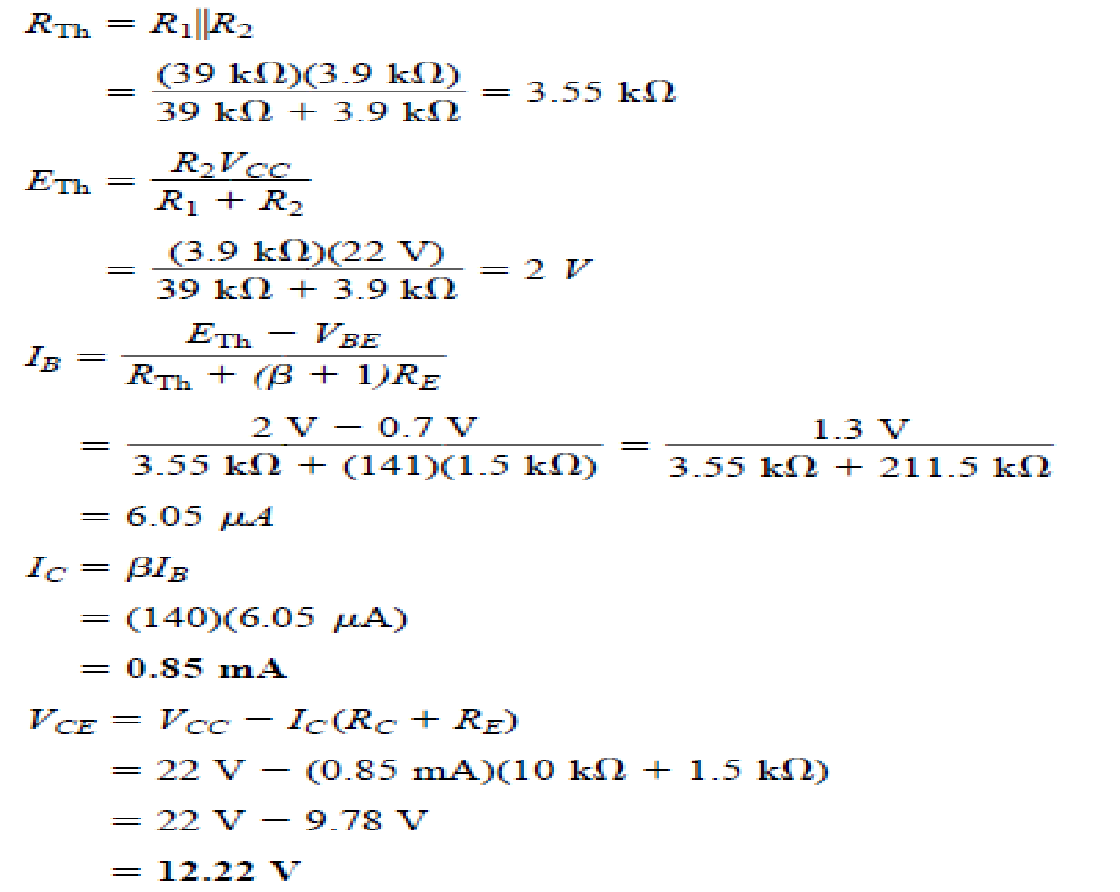 R_Th = R_1||R_2
= (39 kΩ)(3.9 kΩ) / 39 kΩ + 3.9 kΩ = 3.55 kΩ
E_Th = R_2V_CC / R_1 + R_2
= (3.9 kΩ)(22 V) / 39 kΩ + 3.9 kΩ = 2 V
I_B = E_Th − V_BE / R_Th + (β + 1)R_E
= 2 V − 0.7 V / 3.55 kΩ + (141)(1.5 kΩ) = 1.3 V / 3.55 kΩ + 211.5 kΩ
= 6.05 μA
I_C = βI_B
= (140)(6.05 μA)
= 0.85 mA
V_CE = V_CC − I_C(R_C + R_E)
= 22 V − (0.85 mA)(10 kΩ + 1.5 kΩ)
= 22 V − 9.78 V
= 12.22 V